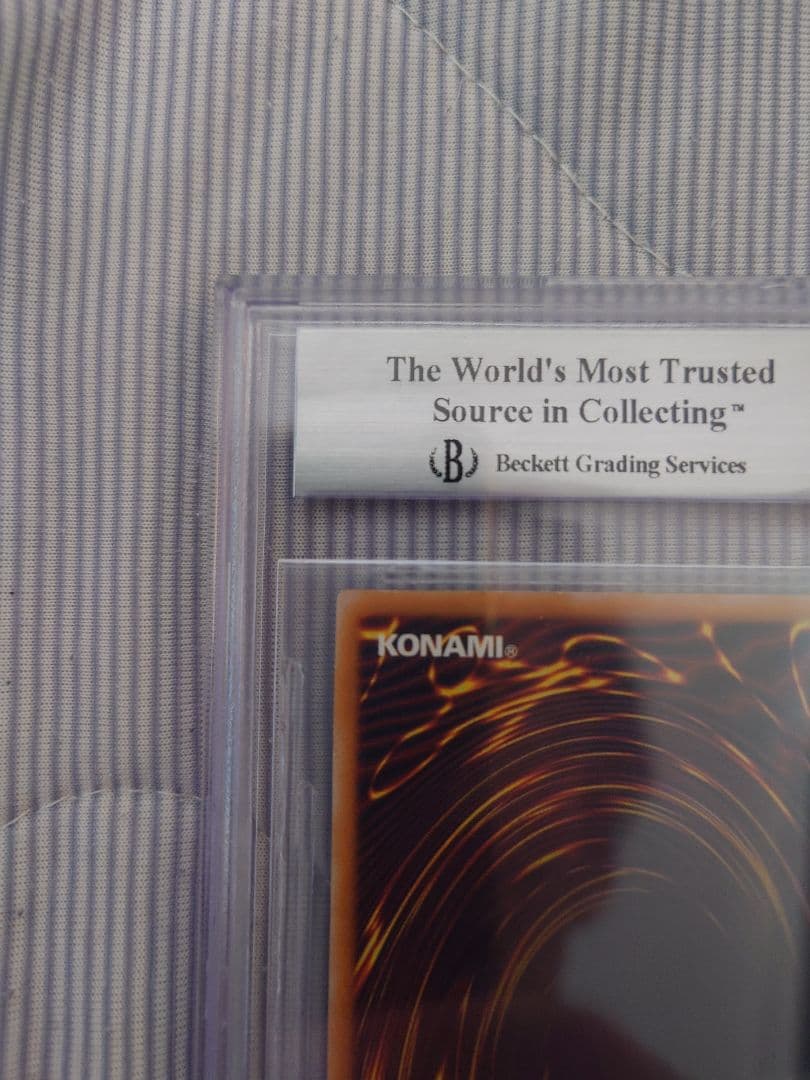 The World's Most Trusted
Source in Collecting™
B Beckett Grading Services
KONAMI®